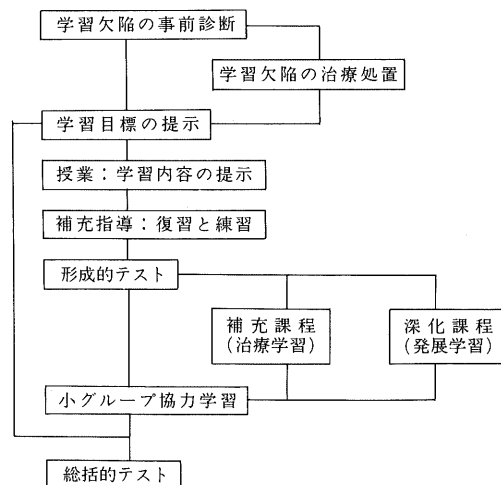 学習欠陥の事前診断
学習欠陥の治療処置
学習目標の提示
授業：学習内容の提示
補充指導：復習と練習
形成的テスト
補充課程
（治療学習）
深化課程
（発展学習）
小グループ協力学習
総括的テスト